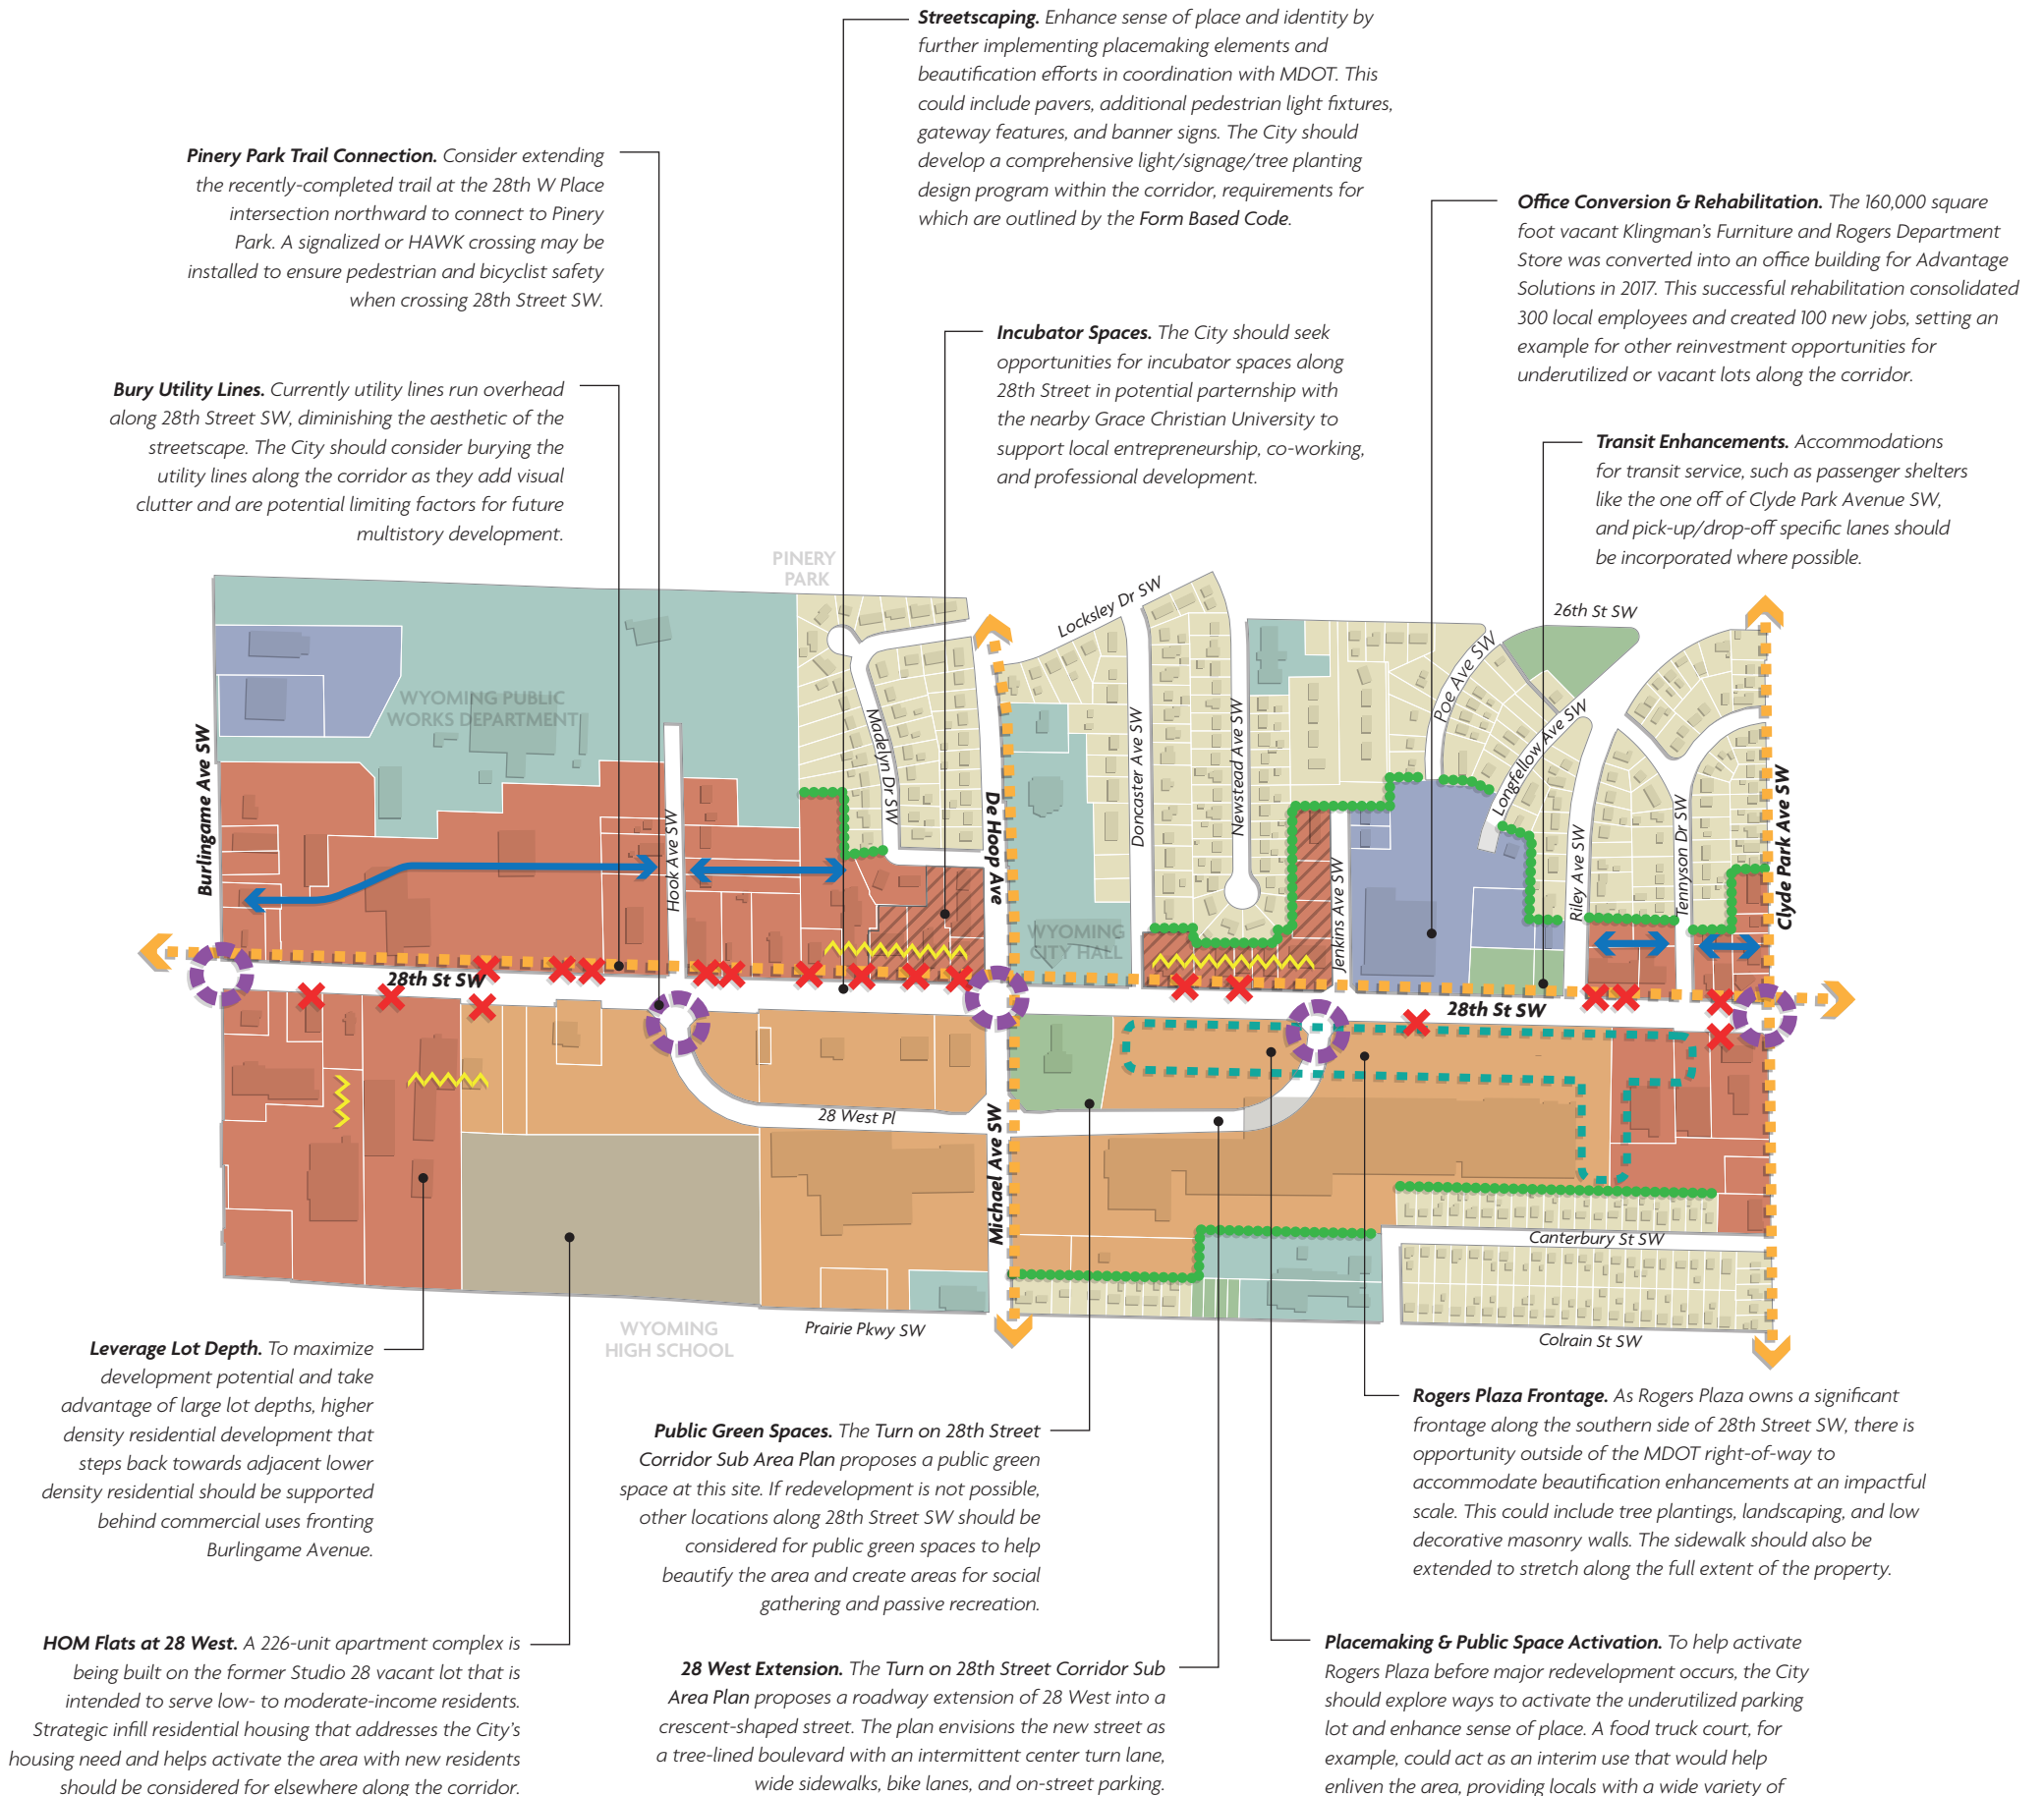 Streetscaping. Enhance sense of place and identity by
further implementing placemaking elements and
beautification efforts in coordination with MDOT. This
could include pavers, additional pedestrian light fixtures,
gateway features, and banner signs. The City should
develop a comprehensive light/signage/tree planting
design program within the corridor, requirements for
which are outlined by the Form Based Code.
Pinery Park Trail Connection. Consider extending
the recently-completed trail at the 28th W Place
intersection northward to connect to Pinery
Park. A signalized or HAWK crossing may be
installed to ensure pedestrian and bicyclist safety
when crossing 28th Street SW.
Office Conversion & Rehabilitation. The 160,000 square
foot vacant Klingman's Furniture and Rogers Department
Store was converted into an office building for Advantage
Solutions in 2017. This successful rehabilitation consolidated
300 local employees and created 100 new jobs, setting an
example for other reinvestment opportunities for
underutilized or vacant lots along the corridor.
Incubator Spaces. The City should seek
opportunities for incubator spaces along
28th Street in potential parternship with
the nearby Grace Christian University to
support local entrepreneurship, co-working,
and professional development.
Bury Utility Lines. Currently utility lines run overhead
along 28th Street SW, diminishing the aesthetic of the
streetscape. The City should consider burying the
utility lines along the corridor as they add visual
clutter and are potential limiting factors for future
multistory development.
Transit Enhancements. Accommodations
for transit service, such as passenger shelters
like the one off of Clyde Park Avenue SW,
and pick-up/drop-off specific lanes should
be incorporated where possible.
PINERY
PARK
Locksley Dr SW
26th St SW
WYOMING PUBLIC
WORKS DEPARTMENT
Burlingame Ave SW
Hook Ave SW
Madelyn Dr SW
De Hoop Ave
Doncaster Ave SW
Newstead Ave SW
Jenkins Ave SW
Poe Ave SW
Longfellow Ave SW
Riley Ave SW
Tennyson Dr SW
Clyde Park Ave SW
WYOMING
CITY HALL
28th St SW
28th St SW
28 West Pl
Michael Ave SW
Canterbury St SW
Prairie Pkwy SW
Colrain St SW
WYOMING
HIGH SCHOOL
Leverage Lot Depth. To maximize
development potential and take
advantage of large lot depths, higher
density residential development that
steps back towards adjacent lower
density residential should be supported
behind commercial uses fronting
Burlingame Avenue.
Rogers Plaza Frontage. As Rogers Plaza owns a significant
frontage along the southern side of 28th Street SW, there is
opportunity outside of the MDOT right-of-way to
accommodate beautification enhancements at an impactful
scale. This could include tree plantings, landscaping, and low
decorative masonry walls. The sidewalk should also be
extended to stretch along the full extent of the property.
Public Green Spaces. The Turn on 28th Street
Corridor Sub Area Plan proposes a public green
space at this site. If redevelopment is not possible,
other locations along 28th Street SW should be
considered for public green spaces to help
beautify the area and create areas for social
gathering and passive recreation.
HOM Flats at 28 West. A 226-unit apartment complex is
being built on the former Studio 28 vacant lot that is
intended to serve low- to moderate-income residents.
Strategic infill residential housing that addresses the City's
housing need and helps activate the area with new residents
should be considered for elsewhere along the corridor.
28 West Extension. The Turn on 28th Street Corridor Sub
Area Plan proposes a roadway extension of 28 West into a
crescent-shaped street. The plan envisions the new street as
a tree-lined boulevard with an intermittent center turn lane,
wide sidewalks, bike lanes, and on-street parking.
Placemaking & Public Space Activation. To help activate
Rogers Plaza before major redevelopment occurs, the City
should explore ways to activate the underutilized parking
lot and enhance sense of place. A food truck court, for
example, could act as an interim use that would help
enliven the area, providing locals with a wide variety of